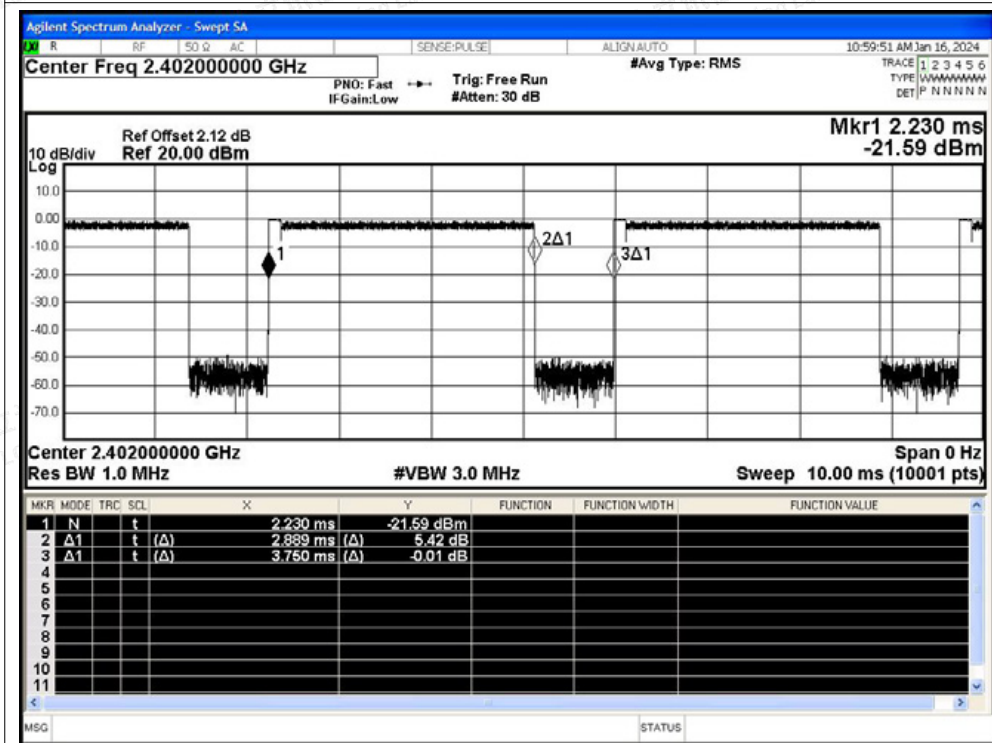 Agilent Spectrum Analyzer - Swept SA
R RF 50 Ω AC SENSE:PULSE ALIGN AUTO 10:59:51 AM Jan 16, 2024
Center Freq 2.402000000 GHz #Avg Type: RMS TRACE 1 2 3 4 5 6
PNO: Fast Trig: Free Run TYPE WWWWWW
IFGain:Low #Atten: 30 dB DET P N N N N N
Mkr1 2.230 ms
-21.59 dBm
Ref Offset 2.12 dB
10 dB/div Ref 20.00 dBm
Log
10.0
0.00
-10.0
-20.0
-30.0
-40.0
-50.0
-60.0
-70.0
1
2Δ1
3Δ1
Center 2.402000000 GHz Span 0 Hz
Res BW 1.0 MHz #VBW 3.0 MHz Sweep 10.00 ms (10001 pts)
MKR MODE TRC SCL X Y FUNCTION FUNCTION WIDTH FUNCTION VALUE
1 N t 2.230 ms -21.59 dBm
2 Δ1 t (Δ) 2.889 ms (Δ) 5.42 dB
3 Δ1 t (Δ) 3.750 ms (Δ) -0.01 dB
4
5
6
7
8
9
10
11
MSG STATUS